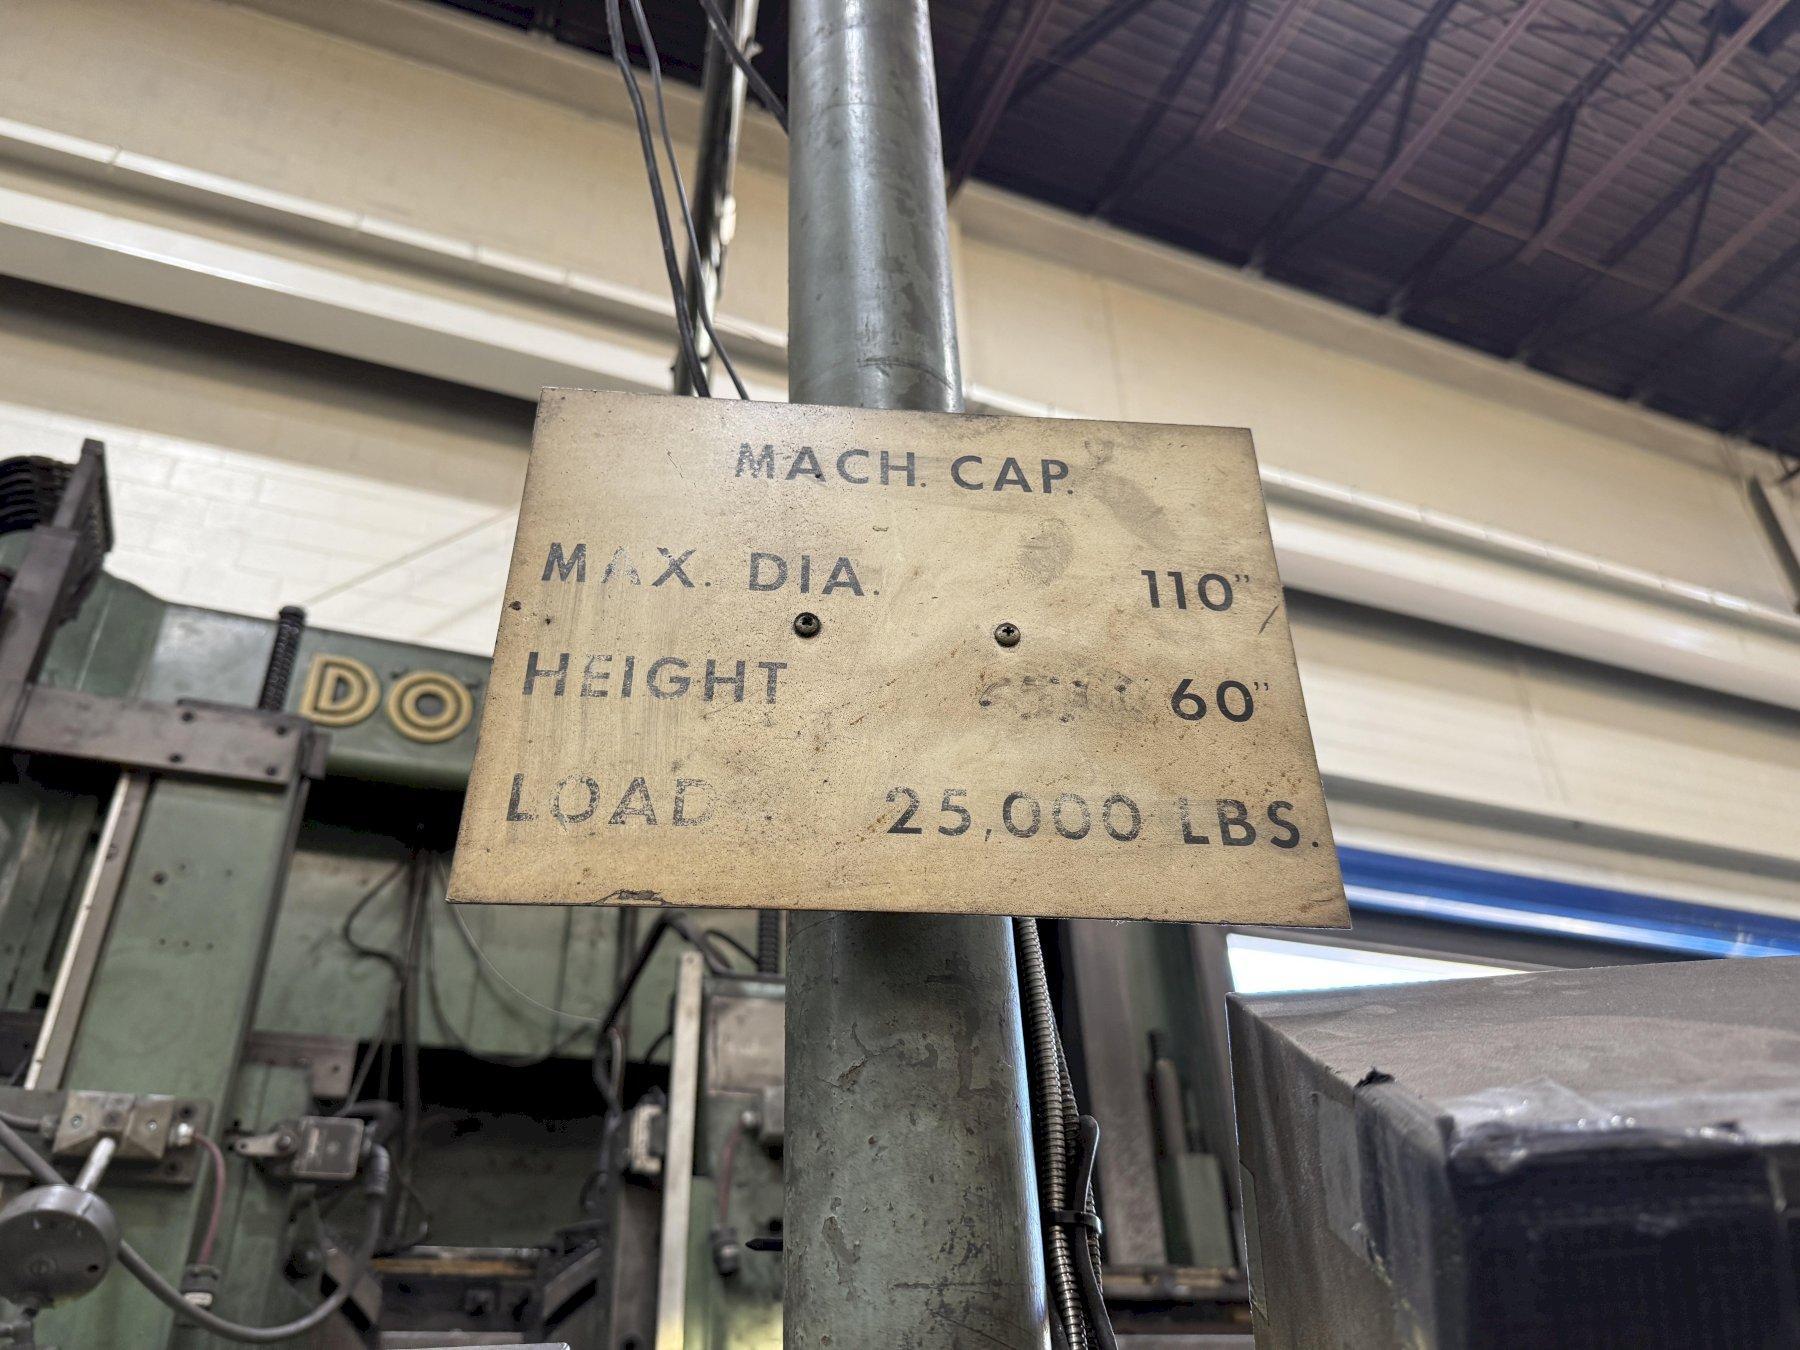 MACH. CAP.
MAX. DIA. 110"
HEIGHT 60"
LOAD 25,000 LBS.
DO